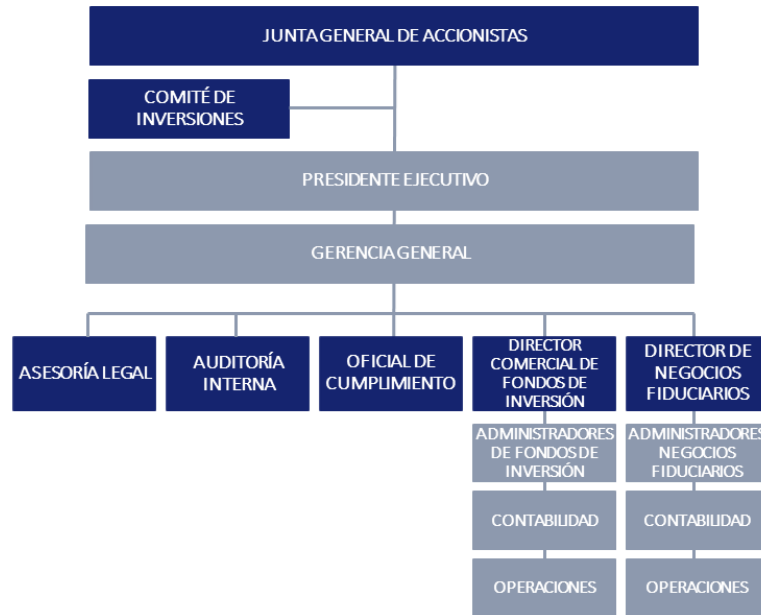 JUNTA GENERAL DE ACCIONISTAS
COMITÉ DE
INVERSIONES
PRESIDENTE EJECUTIVO
GERENCIA GENERAL
ASESORÍA LEGAL
AUDITORÍA
INTERNA
OFICIAL DE
CUMPLIMIENTO
DIRECTOR
COMERCIAL DE
FONDOS DE
INVERSIÓN
DIRECTOR DE
NEGOCIOS
FIDUCIARIOS
ADMINISTRADORES
DE FONDOS DE
INVERSIÓN
ADMINISTRADORES
NEGOCIOS
FIDUCIARIOS
CONTABILIDAD
CONTABILIDAD
OPERACIONES
OPERACIONES